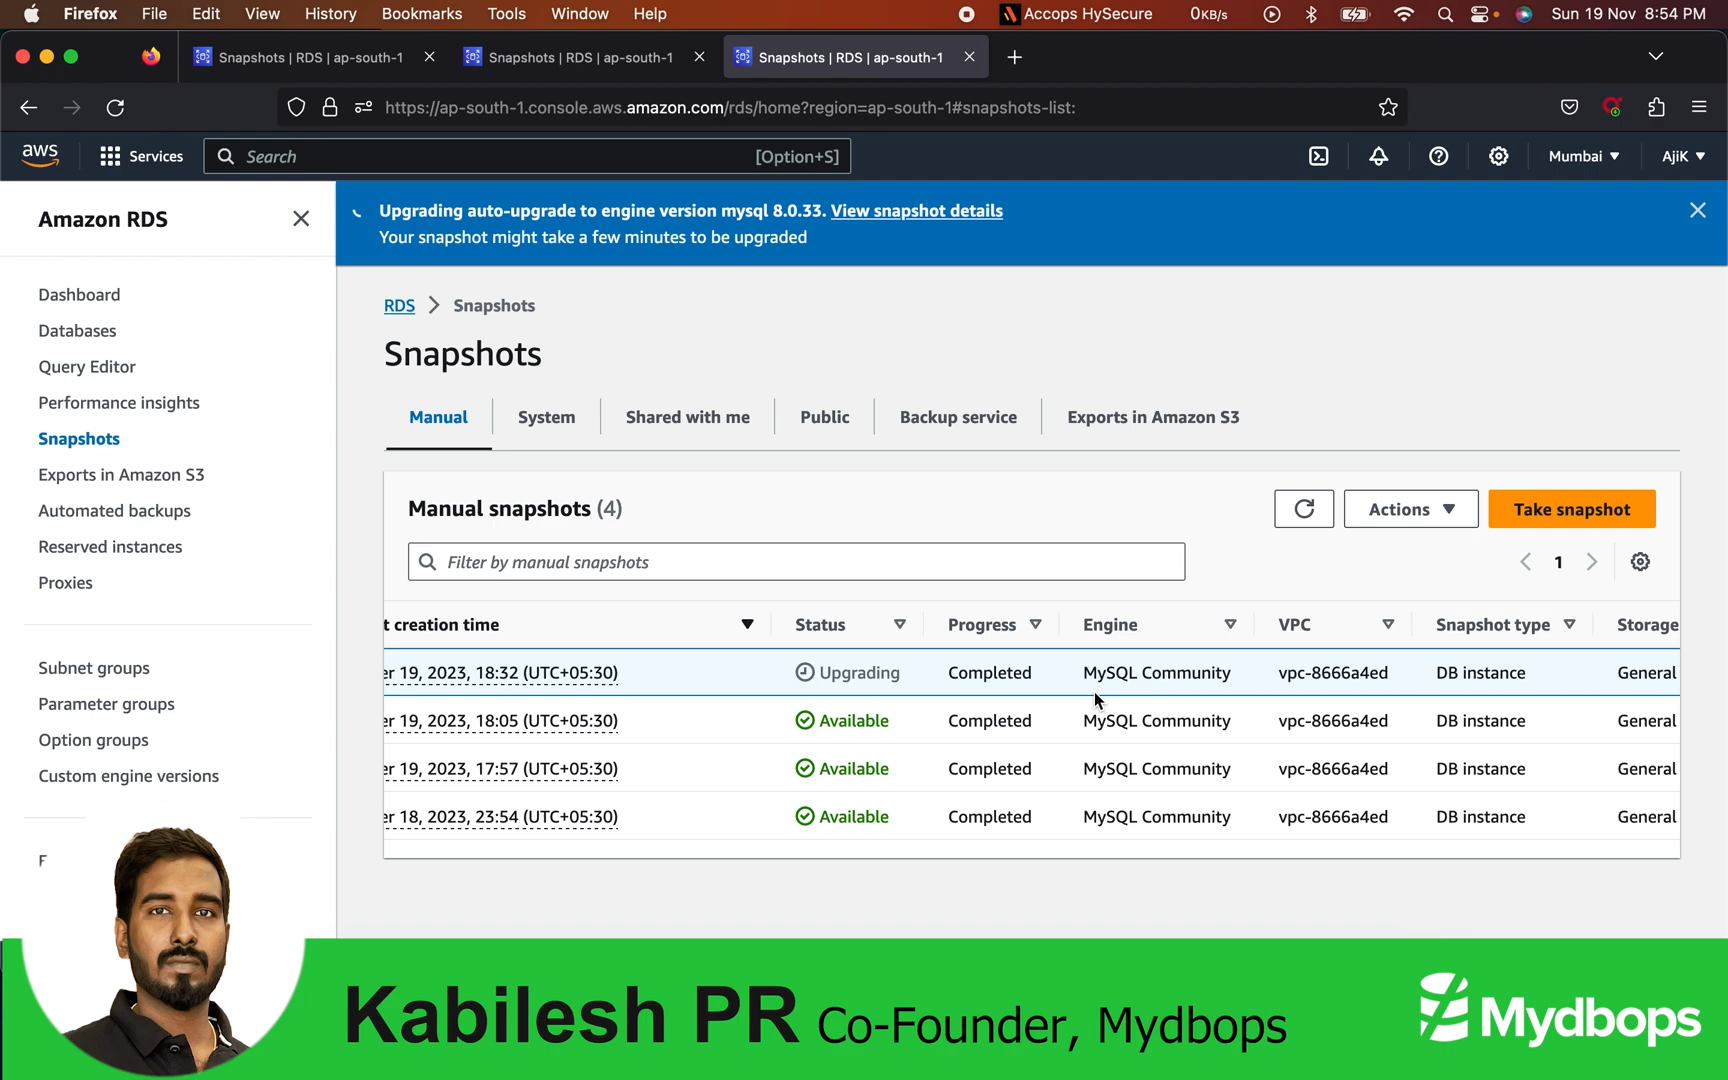 Firefox File Edit View History Bookmarks Tools Window Help Accops HySecure 0KB/s Sun 19 Nov 8:54 PM
Snapshots | RDS | ap-south-1 Snapshots | RDS | ap-south-1 Snapshots | RDS | ap-south-1
https://ap-south-1.console.aws.amazon.com/rds/home?region=ap-south-1#snapshots-list:
aws Services Search [Option+S] Mumbai AjiK
Amazon RDS
Dashboard
Databases
Query Editor
Performance insights
Snapshots
Exports in Amazon S3
Automated backups
Reserved instances
Proxies
Subnet groups
Parameter groups
Option groups
Custom engine versions
Upgrading auto-upgrade to engine version mysql 8.0.33. View snapshot details
Your snapshot might take a few minutes to be upgraded
RDS > Snapshots
Snapshots
Manual System Shared with me Public Backup service Exports in Amazon S3
Manual snapshots (4) Actions Take snapshot
Filter by manual snapshots 1
t creation time Status Progress Engine VPC Snapshot type Storage
er 19, 2023, 18:32 (UTC+05:30) Upgrading Completed MySQL Community vpc-8666a4ed DB instance General
er 19, 2023, 18:05 (UTC+05:30) Available Completed MySQL Community vpc-8666a4ed DB instance General
er 19, 2023, 17:57 (UTC+05:30) Available Completed MySQL Community vpc-8666a4ed DB instance General
er 18, 2023, 23:54 (UTC+05:30) Available Completed MySQL Community vpc-8666a4ed DB instance General
Kabilesh PR Co-Founder, Mydbops
Mydbops